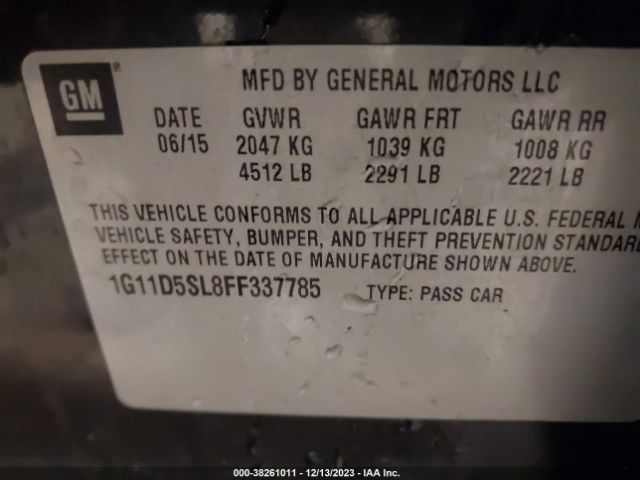 GM®
MFD BY GENERAL MOTORS LLC
DATE GVWR GAWR FRT GAWR RR
06/15 2047 KG 1039 KG 1008 KG
4512 LB 2291 LB 2221 LB
THIS VEHICLE CONFORMS TO ALL APPLICABLE U.S. FEDERAL M
VEHICLE SAFETY, BUMPER, AND THEFT PREVENTION STANDARD
EFFECT ON THE DATE OF MANUFACTURE SHOWN ABOVE.
1G11D5SL8FF337785 TYPE: PASS CAR
000-38261011 - 12/13/2023 - IAA Inc.